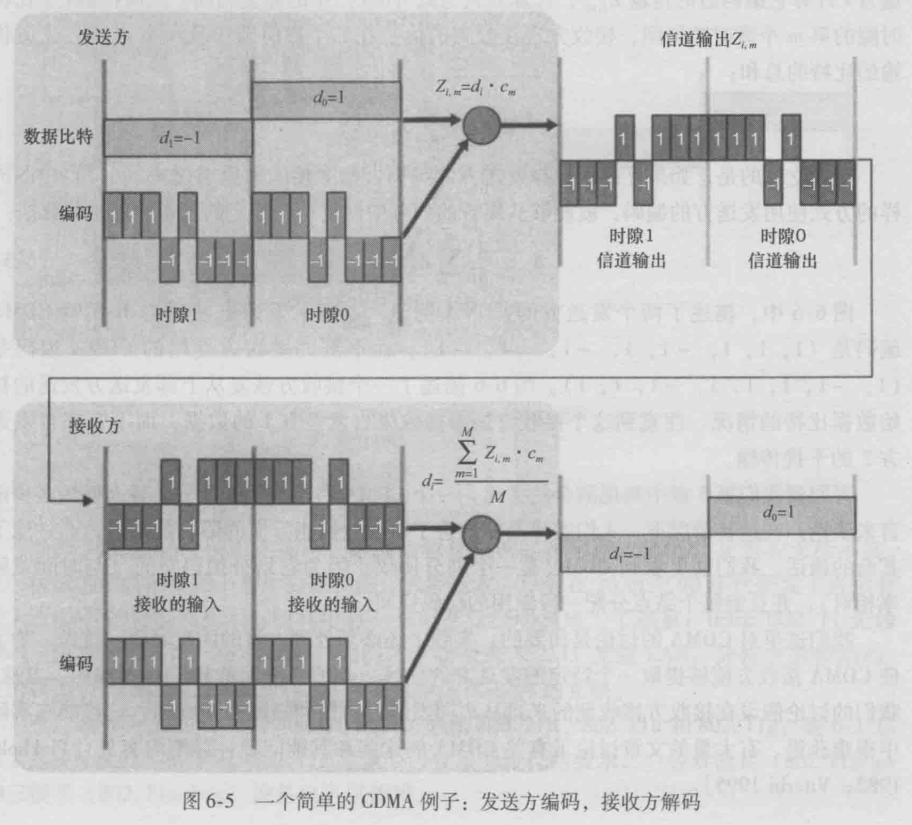 发送方
信道输出Z_{i,m}
d_0=1
Z_{i,m}=d_i · c_m
数据比特
d_1=-1
1 1 1 1 1 1 1 1
-1 -1 -1 -1 -1 -1 -1 -1
编码
1 1 1 1 1 1 1 1
-1 -1 -1 -1 -1 -1 -1 -1
时隙1
时隙0
时隙1
信道输出
时隙0
信道输出
接收方
d_i= \frac{\sum_{m=1}^{M} Z_{i,m} · c_m}{M}
1 1 1 1 1 1 1 1
-1 -1 -1 -1 -1 -1 -1 -1
d_0=1
d_1=-1
时隙1
接收的输入
时隙0
接收的输入
编码
1 1 1 1 1 1 1 1
-1 -1 -1 -1 -1 -1 -1 -1
时隙1
时隙0
图 6-5 一个简单的 CDMA 例子：发送方编码，接收方解码